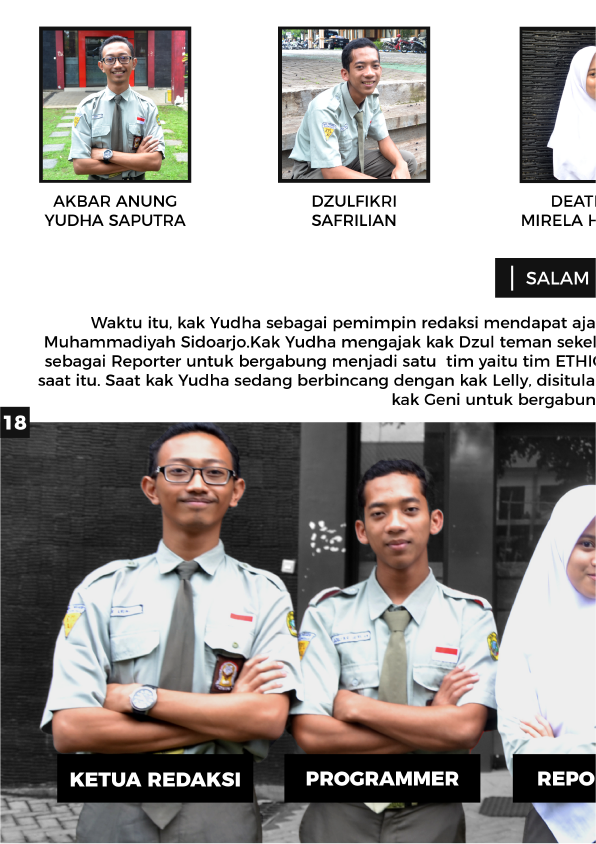 AKBAR ANUNG
YUDHA SAPUTRA
DZULFIKRI
SAFRILIAN
DEAT
MIRELA H
| SALAM
Waktu itu, kak Yudha sebagai pemimpin redaksi mendapat aja
Muhammadiyah Sidoarjo.Kak Yudha mengajak kak Dzul teman sekel
sebagai Reporter untuk bergabung menjadi satu tim yaitu tim ETHIC
saat itu. Saat kak Yudha sedang berbincang dengan kak Lelly, disitula
kak Geni untuk bergabun
18
KETUA REDAKSI
PROGRAMMER
REPO